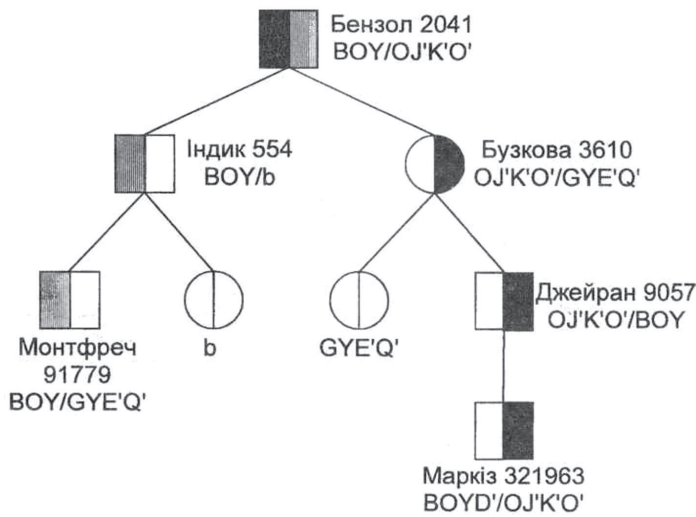 Бензол 2041
BOY/OJ'K'O'
Індик 554
BOY/b
Бузкова 3610
OJ'K'O'/GYE'Q'
Монтфреч
91779
BOY/GYE'Q'
b
GYE'Q'
Джейран 9057
OJ'K'O'/BOY
Маркіз 321963
BOYD'/OJ'K'O'